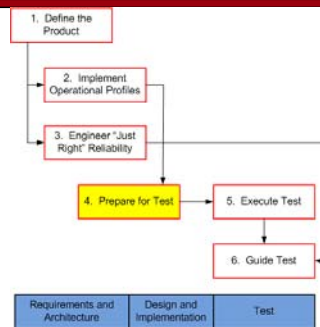 1. Define the
Product
2. Implement
Operational Profiles
3. Engineer “Just
Right” Reliability
4. Prepare for Test
5. Execute Test
6. Guide Test
Requirements and
Architecture
Design and
Implementation
Test